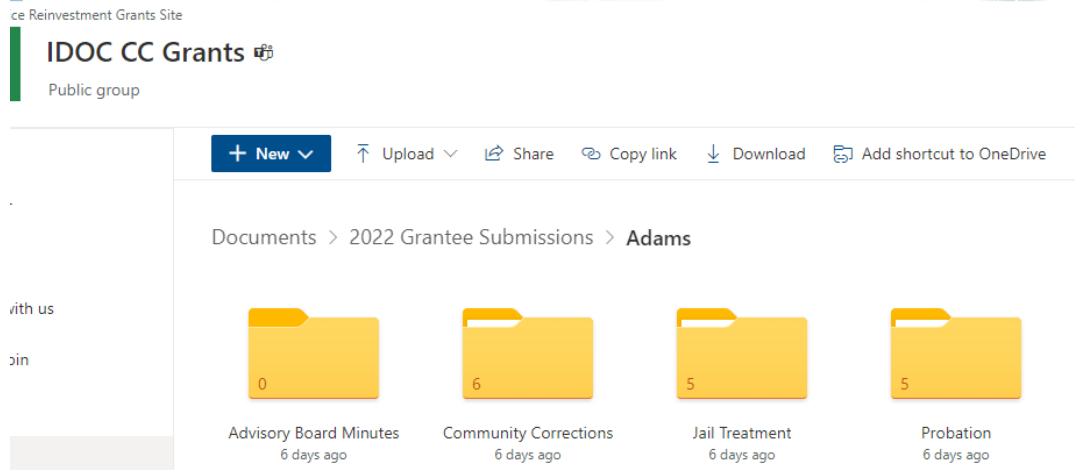 ce Reinvestment Grants Site
IDOC CC Grants
Public group
+ New Upload Share Copy link Download Add shortcut to OneDrive
Documents > 2022 Grantee Submissions > Adams
with us
oin
0 6 5 5
Advisory Board Minutes Community Corrections Jail Treatment Probation
6 days ago 6 days ago 6 days ago 6 days ago